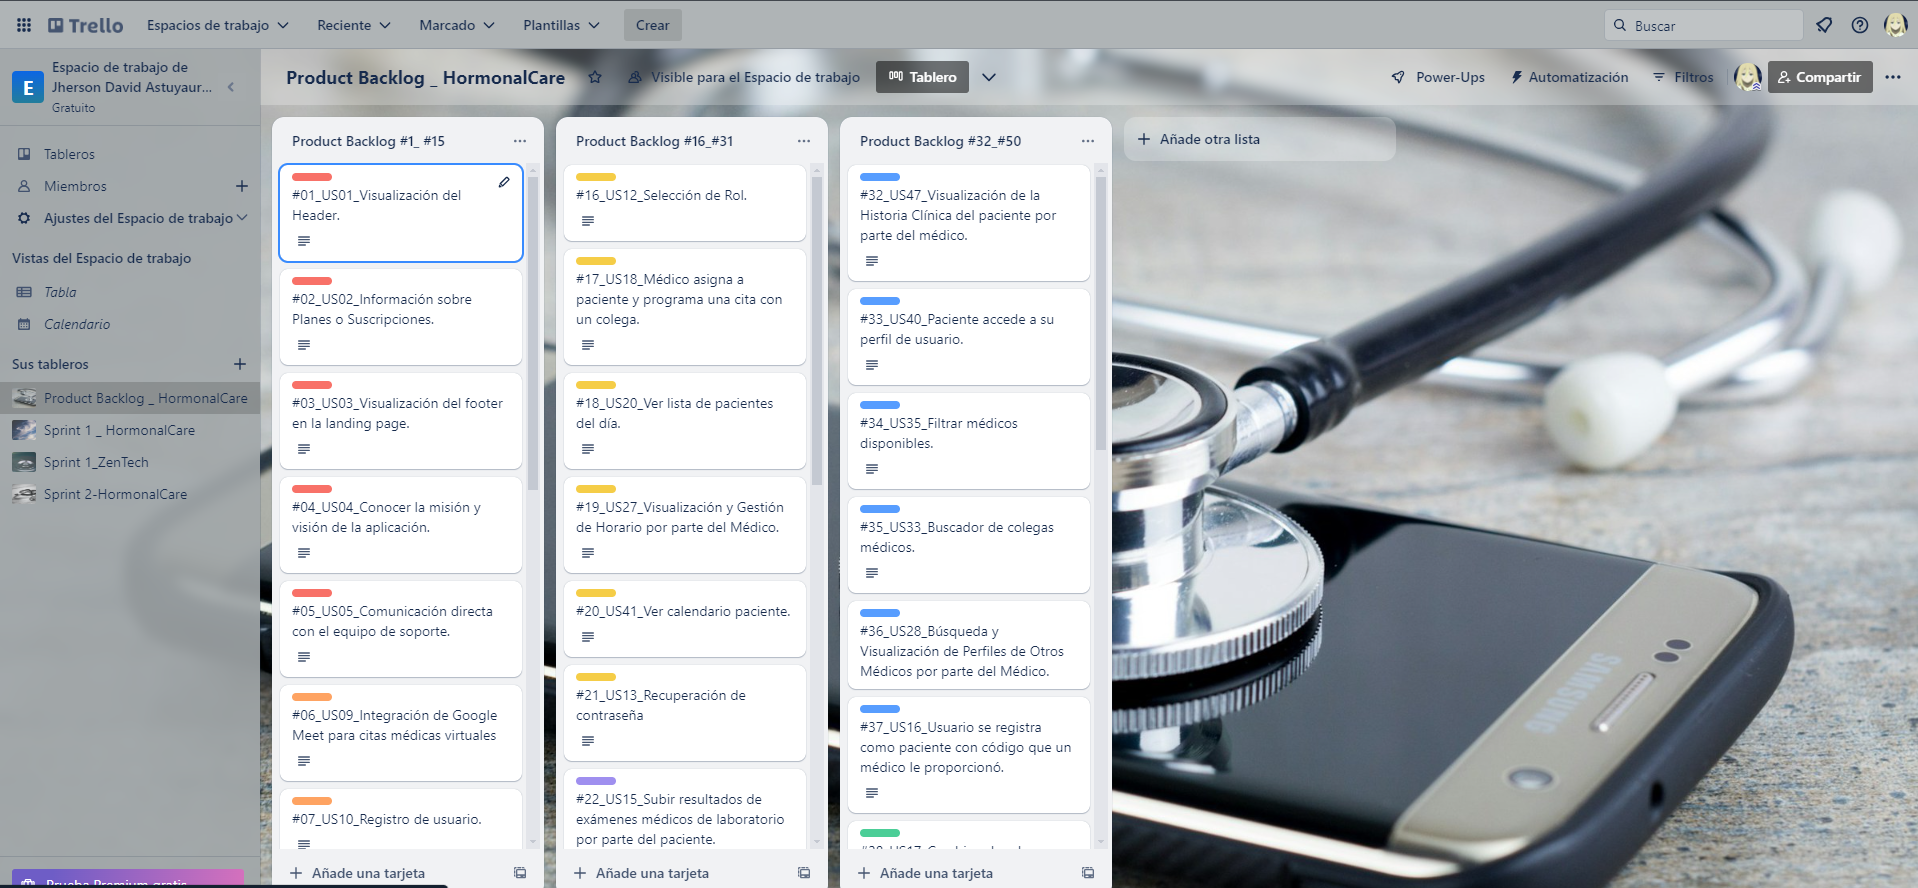 Trello
Espacios de trabajo
Reciente
Marcado
Plantillas
Crear
Buscar
E
Espacio de trabajo de
Jherson David Astuyaur...
Gratuito
Tableros
Miembros
Ajustes del Espacio de trabajo
Vistas del Espacio de trabajo
Tabla
Calendario
Sus tableros
Product Backlog _ HormonalCare
Sprint 1 _ HormonalCare
Sprint 1_ZenTech
Sprint 2-HormonalCare
Prueba Premium gratis
Product Backlog _ HormonalCare
Visible para el Espacio de trabajo
Tablero
Power-Ups
Automatización
Filtros
Compartir
Product Backlog #1_ #15
#01_US01_Visualización del
Header.
#02_US02_Información sobre
Planes o Suscripciones.
#03_US03_Visualización del footer
en la landing page.
#04_US04_Conocer la misión y
visión de la aplicación.
#05_US05_Comunicación directa
con el equipo de soporte.
#06_US09_Integración de Google
Meet para citas médicas virtuales
#07_US10_Registro de usuario.
Añade una tarjeta
Product Backlog #16_#31
#16_US12_Selección de Rol.
#17_US18_Médico asigna a
paciente y programa una cita con
un colega.
#18_US20_Ver lista de pacientes
del día.
#19_US27_Visualización y Gestión
de Horario por parte del Médico.
#20_US41_Ver calendario paciente.
#21_US13_Recuperación de
contraseña
#22_US15_Subir resultados de
exámenes médicos de laboratorio
por parte del paciente.
Añade una tarjeta
Product Backlog #32_#50
#32_US47_Visualización de la
Historia Clínica del paciente por
parte del médico.
#33_US40_Paciente accede a su
perfil de usuario.
#34_US35_Filtrar médicos
disponibles.
#35_US33_Buscador de colegas
médicos.
#36_US28_Búsqueda y
Visualización de Perfiles de Otros
Médicos por parte del Médico.
#37_US16_Usuario se registra
como paciente con código que un
médico le proporcionó.
Añade una tarjeta
Añade otra lista
SAMSUNG